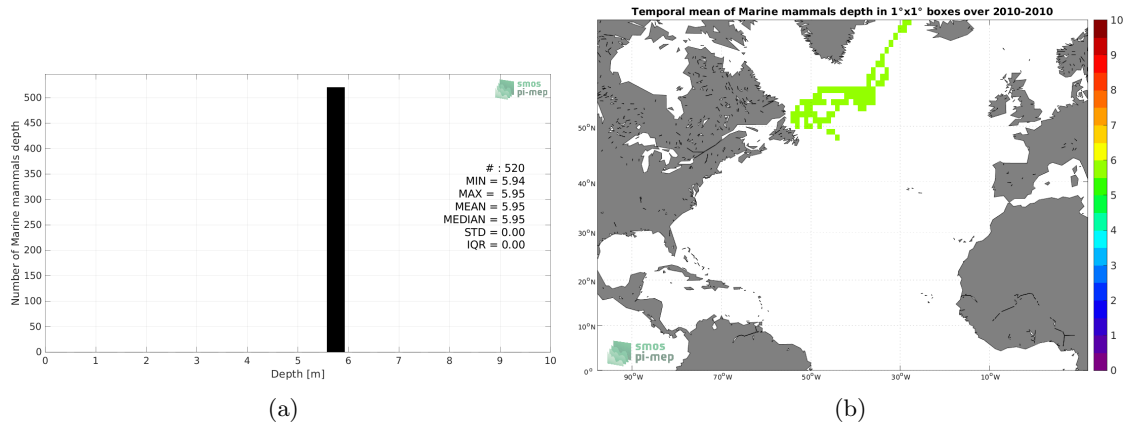 Temporal mean of Marine mammals depth in 1°x1° boxes over 2010-2010
smos
pi-mep
Number of Marine mammals depth
500
450
400
350
300
250
200
150
100
50
0
# : 520
MIN = 5.94
MAX = 5.95
MEAN = 5.95
MEDIAN = 5.95
STD = 0.00
IQR = 0.00
0 1 2 3 4 5 6 7 8 9 10
Depth [m]
(a)
50°N
40°N
30°N
20°N
10°N
0°
90°W 70°W 50°W 30°W 10°W
smos
pi-mep
10
9
8
7
6
5
4
3
2
1
0
(b)